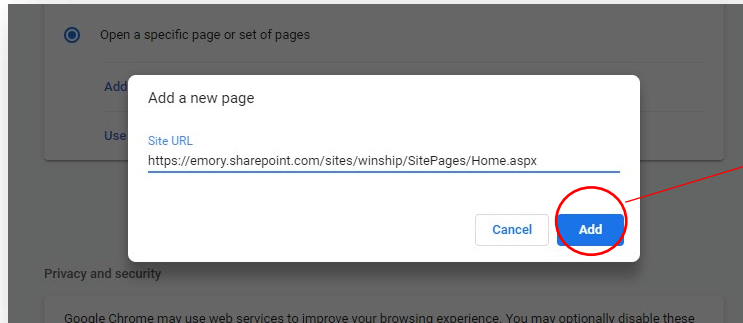 Open a specific page or set of pages
Add
Add a new page
Site URL
https://emory.sharepoint.com/sites/winship/SitePages/Home.aspx
Use
Cancel
Add
Privacy and security
Google Chrome may use web services to improve your browsing experience. You may optionally disable these